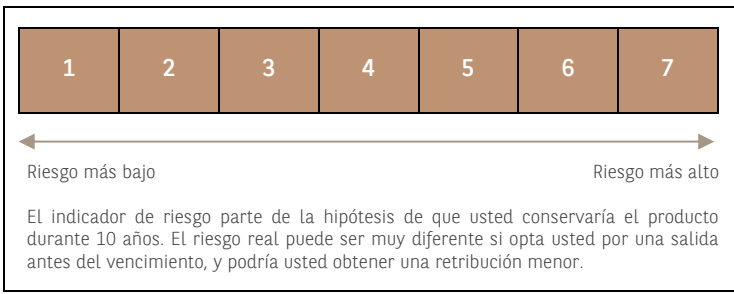 1 2 3 4 5 6 7
Riesgo más bajo Riesgo más alto
El indicador de riesgo parte de la hipótesis de que usted conservaría el producto
durante 10 años. El riesgo real puede ser muy diferente si opta usted por una salida
antes del vencimiento, y podría usted obtener una retribución menor.